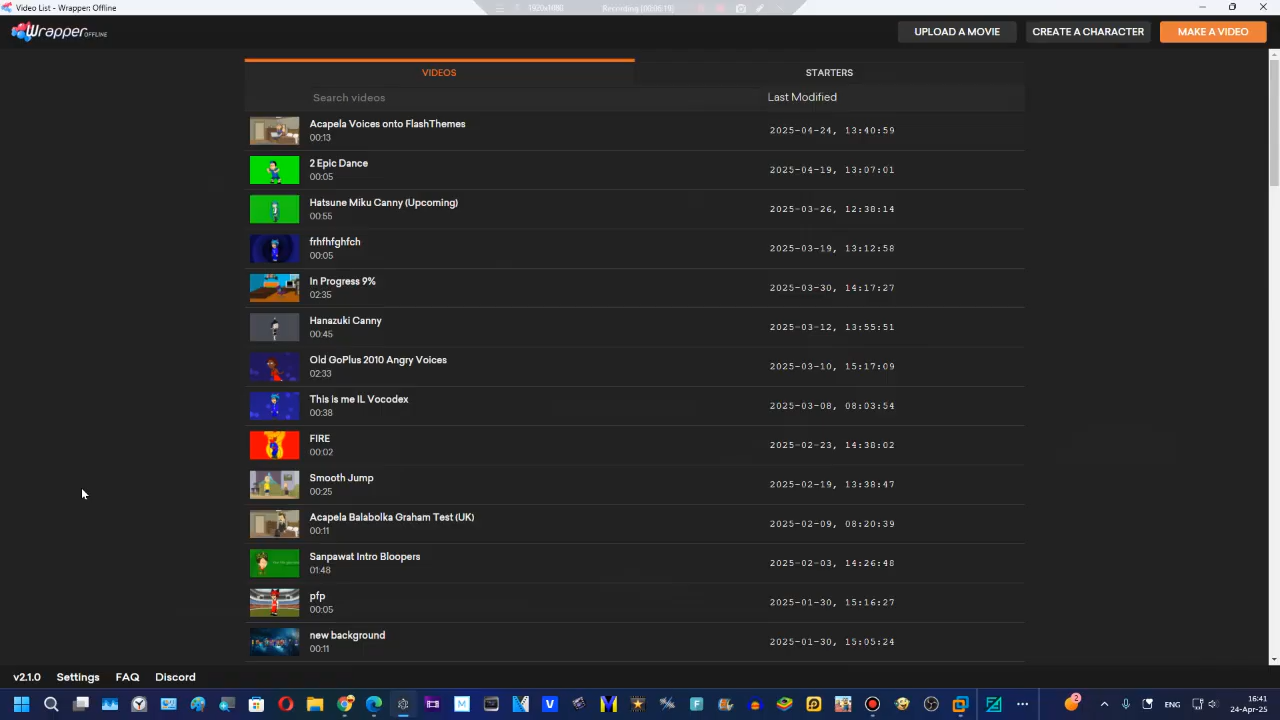 Video List - Wrapper Offline
1920x1080
Recording [00:05:19]
Wrapper OFFLINE
UPLOAD A MOVIE
CREATE A CHARACTER
MAKE A VIDEO
VIDEOS
STARTERS
Search videos
Last Modified
Acapela Voices onto FlashThemes
00:13
2025-04-24, 13:40:59
2 Epic Dance
00:05
2025-04-19, 13:07:01
Hatsune Miku Canny (Upcoming)
00:55
2025-03-26, 12:38:14
frhfhfghfch
00:05
2025-03-19, 13:12:58
In Progress 9%
02:35
2025-03-30, 14:17:27
Hanazuki Canny
00:45
2025-03-12, 13:55:51
Old GoPlus 2010 Angry Voices
02:33
2025-03-10, 15:17:09
This is me IL Vocodex
00:38
2025-03-08, 08:03:54
FIRE
00:02
2025-02-23, 14:38:02
Smooth Jump
00:25
2025-02-19, 13:38:47
Acapela Balabolka Graham Test (UK)
00:11
2025-02-09, 08:20:39
Sanpawat Intro Bloopers
01:48
2025-02-03, 14:26:48
pfp
00:05
2025-01-30, 15:16:27
new background
00:11
2025-01-30, 15:05:24
v2.1.0
Settings
FAQ
Discord
2
ENG
16:41
24-Apr-25